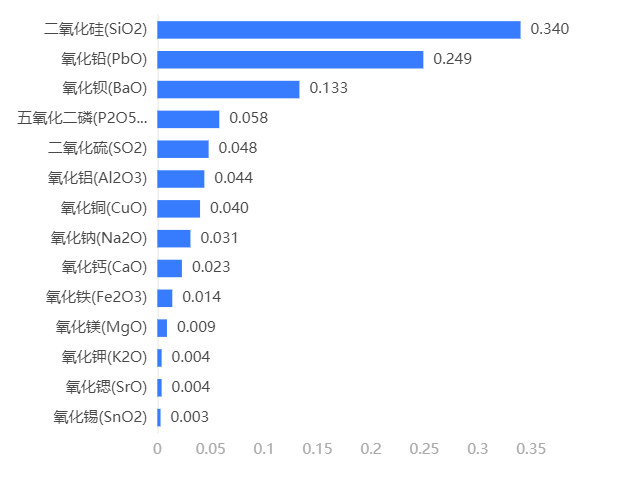 二氧化硅(SiO2) 0.340
氧化铅(PbO) 0.249
氧化钡(BaO) 0.133
五氧化二磷(P2O5... 0.058
二氧化硫(SO2) 0.048
氧化铝(Al2O3) 0.044
氧化铜(CuO) 0.040
氧化钠(Na2O) 0.031
氧化钙(CaO) 0.023
氧化铁(Fe2O3) 0.014
氧化镁(MgO) 0.009
氧化钾(K2O) 0.004
氧化锶(SrO) 0.004
氧化锡(SnO2) 0.003
0 0.05 0.1 0.15 0.2 0.25 0.3 0.35